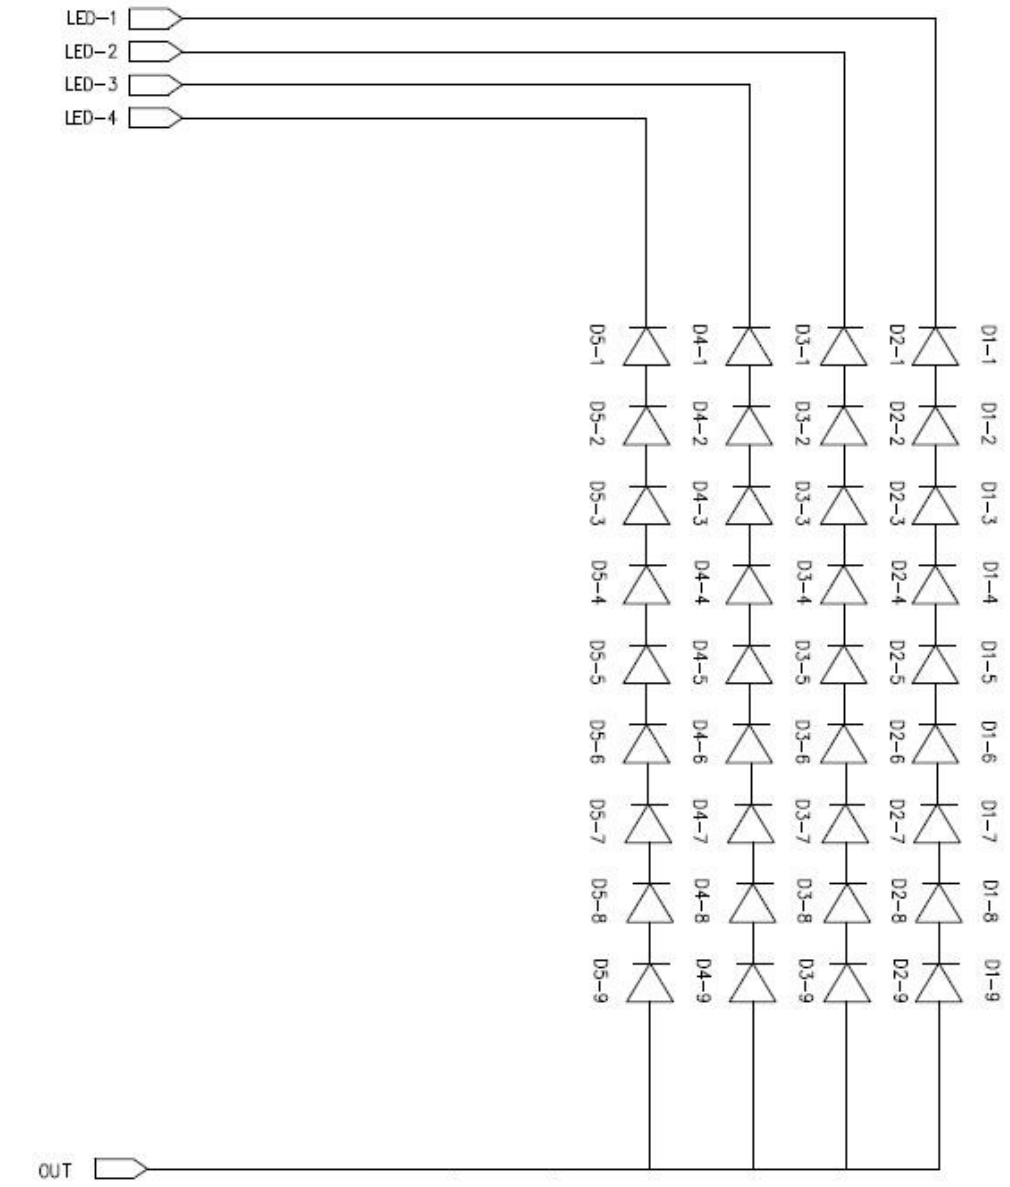 LED-1
LED-2
LED-3
LED-4
D5-1 D4-1 D3-1 D2-1 D1-1
D5-2 D4-2 D3-2 D2-2 D1-2
D5-3 D4-3 D3-3 D2-3 D1-3
D5-4 D4-4 D3-4 D2-4 D1-4
D5-5 D4-5 D3-5 D2-5 D1-5
D5-6 D4-6 D3-6 D2-6 D1-6
D5-7 D4-7 D3-7 D2-7 D1-7
D5-8 D4-8 D3-8 D2-8 D1-8
D5-9 D4-9 D3-9 D2-9 D1-9
OUT